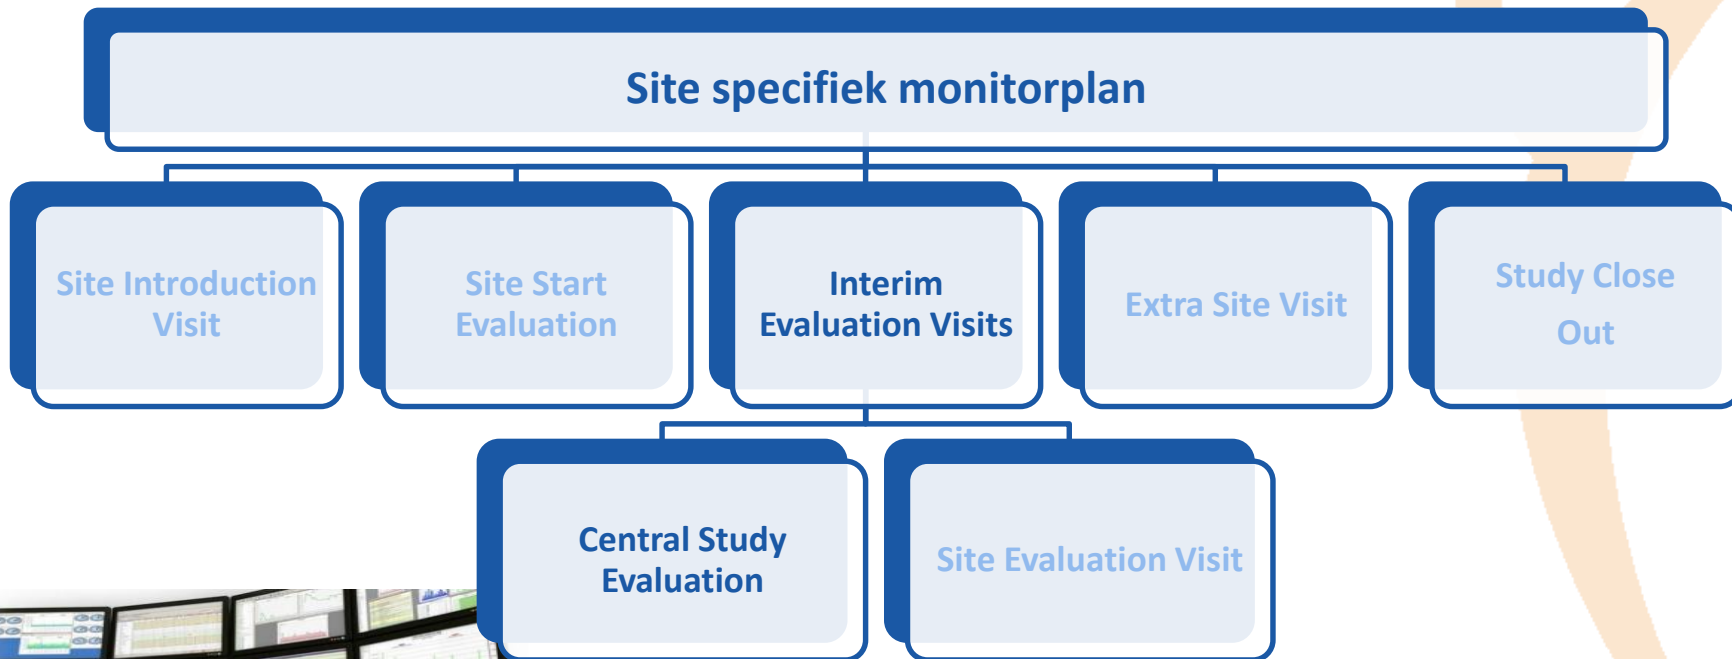 Site specifiek monitorplan
Site Introduction
Visit
Site Start
Evaluation
Interim
Evaluation Visits
Extra Site Visit
Study Close
Out
Central Study
Evaluation
Site Evaluation Visit